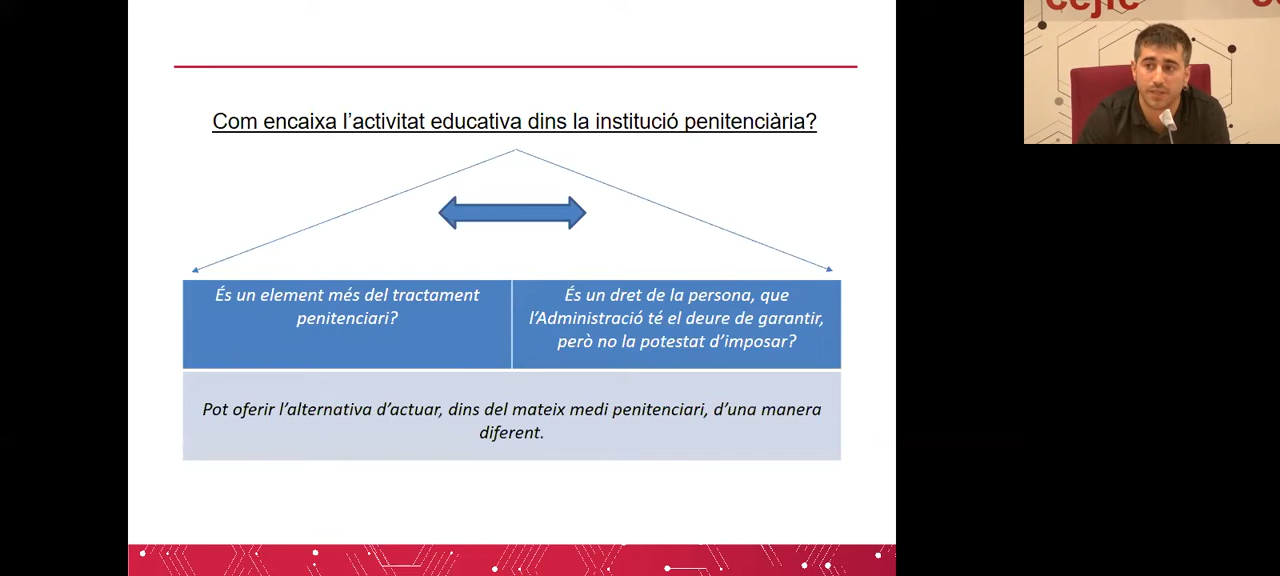 cejfe
Com encaixa l’activitat educativa dins la institució penitenciària?
És un element més del tractament
penitenciari?
És un dret de la persona, que
l’Administració té el deure de garantir,
però no la potestat d’imposar?
Pot oferir l’alternativa d’actuar, dins del mateix medi penitenciari, d’una manera
diferent.